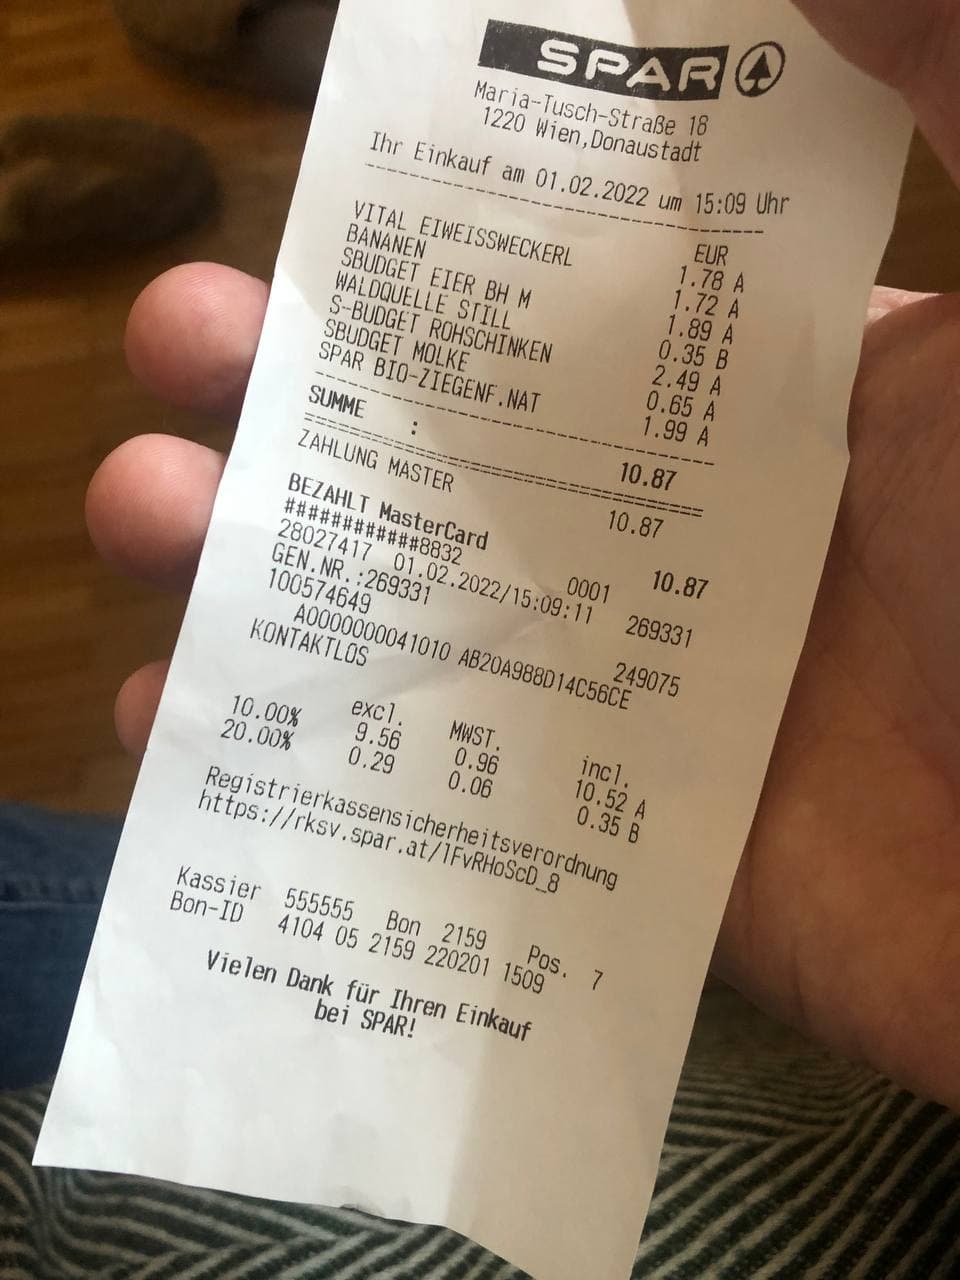 SPAR
Maria-Tusch-Straße 18
1220 Wien,Donaustadt
Ihr Einkauf am 01.02.2022 um 15:09 Uhr
EUR
VITAL EIWEISSWECKERL 1.78 A
BANANEN 1.72 A
SBUDGET EIER BH M 1.89 A
WALDQUELLE STILL 0.35 B
S-BUDGET ROHSCHINKEN 2.49 A
SBUDGET MOLKE 0.65 A
SPAR BIO-ZIEGENF.NAT 1.99 A
SUMME : 10.87
ZAHLUNG MASTER 10.87
BEZAHLT MasterCard 10.87
############8832 0001
28027417 01.02.2022/15:09:11 269331
GEN.NR.:269331
100574649 249075
A0000000041010 AB20A988D14C56CE
KONTAKTLOS
excl. MWST. incl.
10.00% 9.56 0.96 10.52 A
20.00% 0.29 0.06 0.35 B
Registrierkassensicherheitsverordnung
https://rksv.spar.at/1FvRHoScD_8
Kassier 555555 Bon 2159 Pos. 7
Bon-ID 4104 05 2159 220201 1509
Vielen Dank für Ihren Einkauf
bei SPAR!